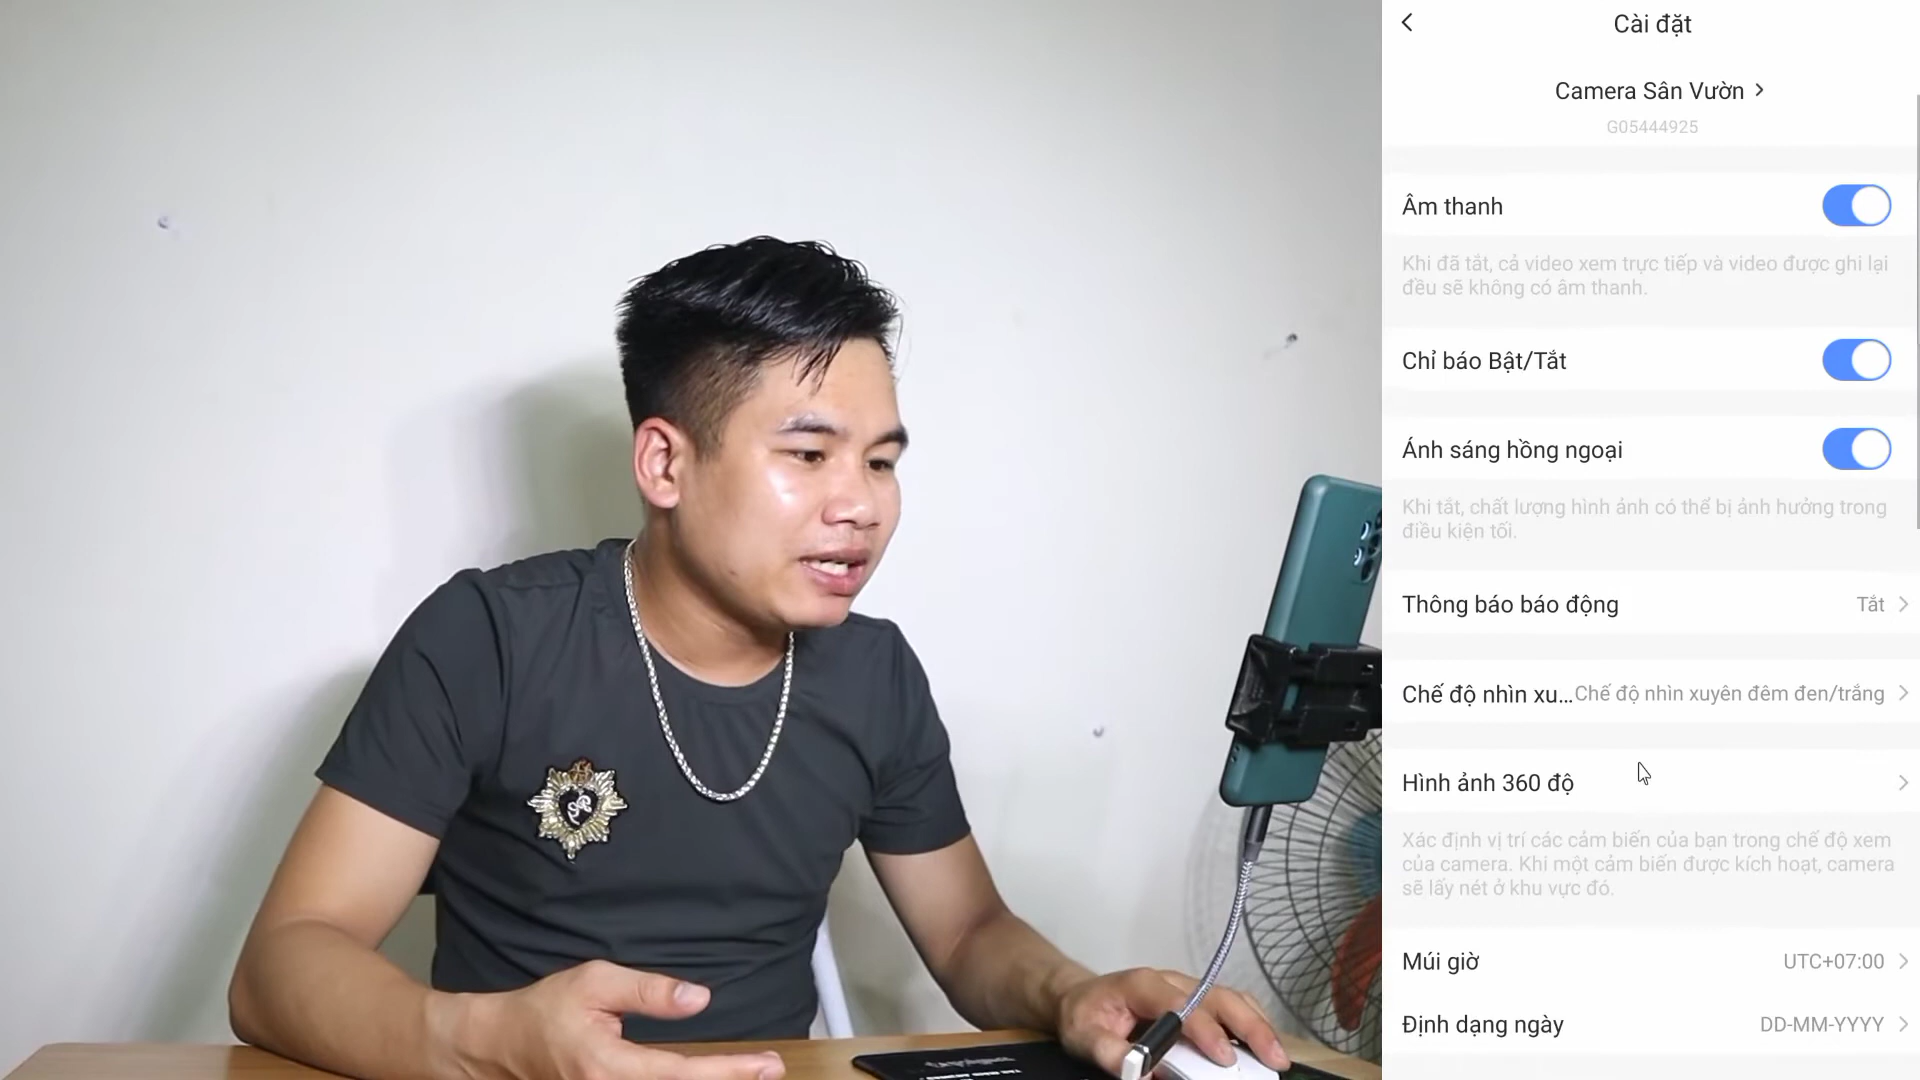 Cài đặt
Camera Sân Vườn
G05444925
Âm thanh
Khi đã tắt, cả video xem trực tiếp và video được ghi lại
đều sẽ không có âm thanh.
Chỉ báo Bật/Tắt
Ánh sáng hồng ngoại
Khi tắt, chất lượng hình ảnh có thể bị ảnh hưởng trong
điều kiện tối.
Thông báo báo động Tắt
Chế độ nhìn xu... Chế độ nhìn xuyên đêm đen/trắng
Hình ảnh 360 độ
Xác định vị trí các cảm biến của bạn trong chế độ xem
của camera. Khi một cảm biến được kích hoạt, camera
sẽ lấy nét ở khu vực đó.
Múi giờ UTC+07:00
Định dạng ngày DD-MM-YYYY